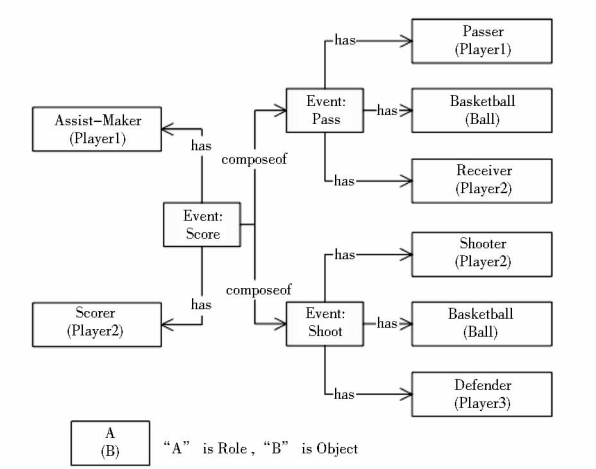 Passer
(Player1)
has
Event:
Pass
has
Basketball
(Ball)
Assist-Maker
(Player1)
has
composeof
has
Receiver
(Player2)
Event:
Score
has
Shooter
(Player2)
has
composeof
Scorer
(Player2)
Event:
Shoot
has
Basketball
(Ball)
has
Defender
(Player3)
A
(B)
“A” is Role , “B” is Object